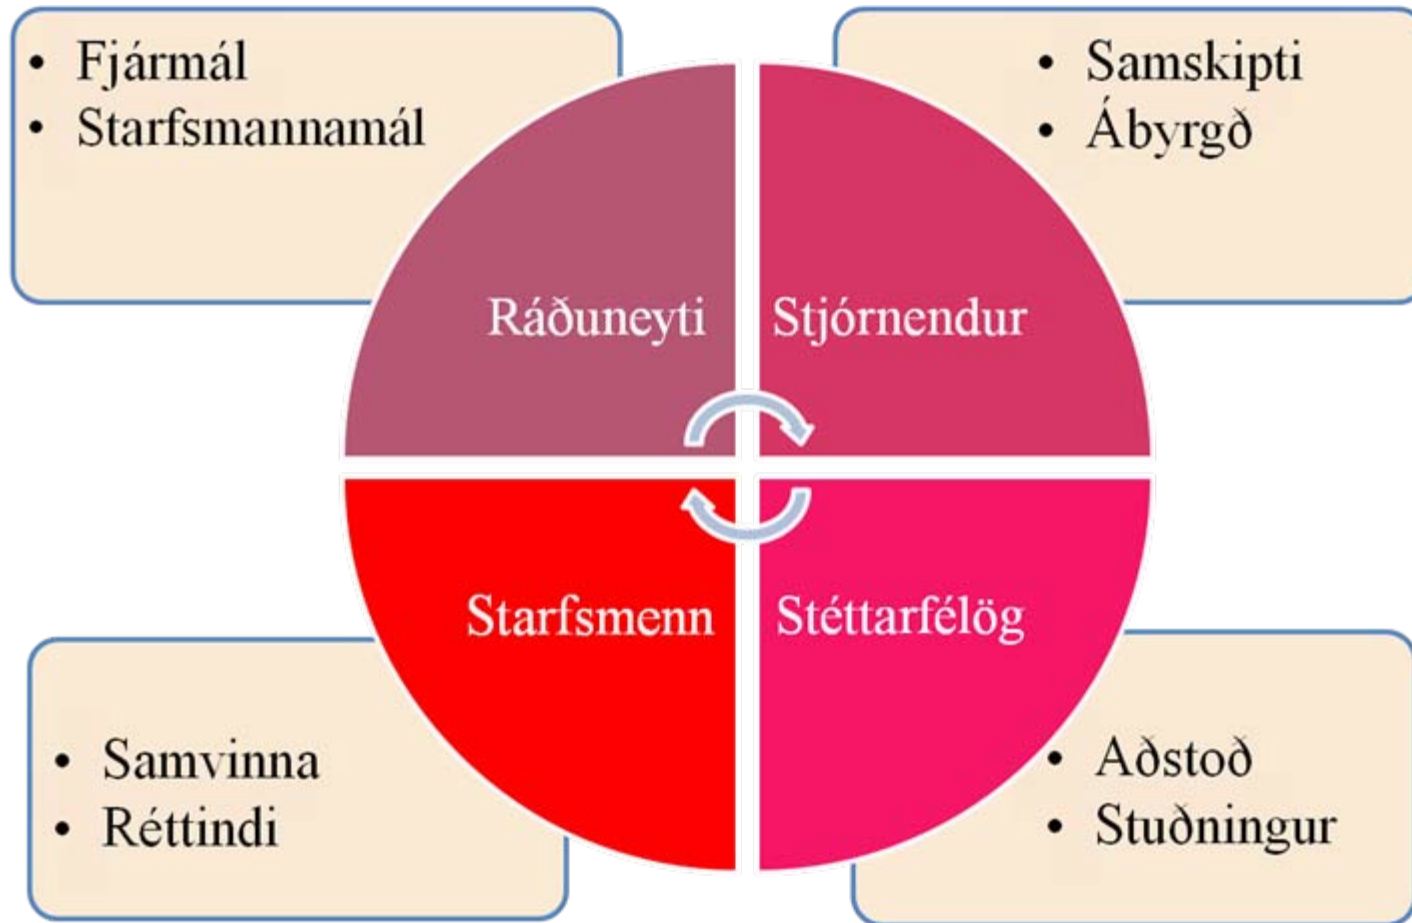 • Fjármál
• Starfsmannamál
• Samskipti
• Ábyrgð
Ráðuneyti
Stjórnendur
Starfsmenn
Stéttarfélög
• Samvinna
• Réttindi
• Aðstoð
• Stuðningur